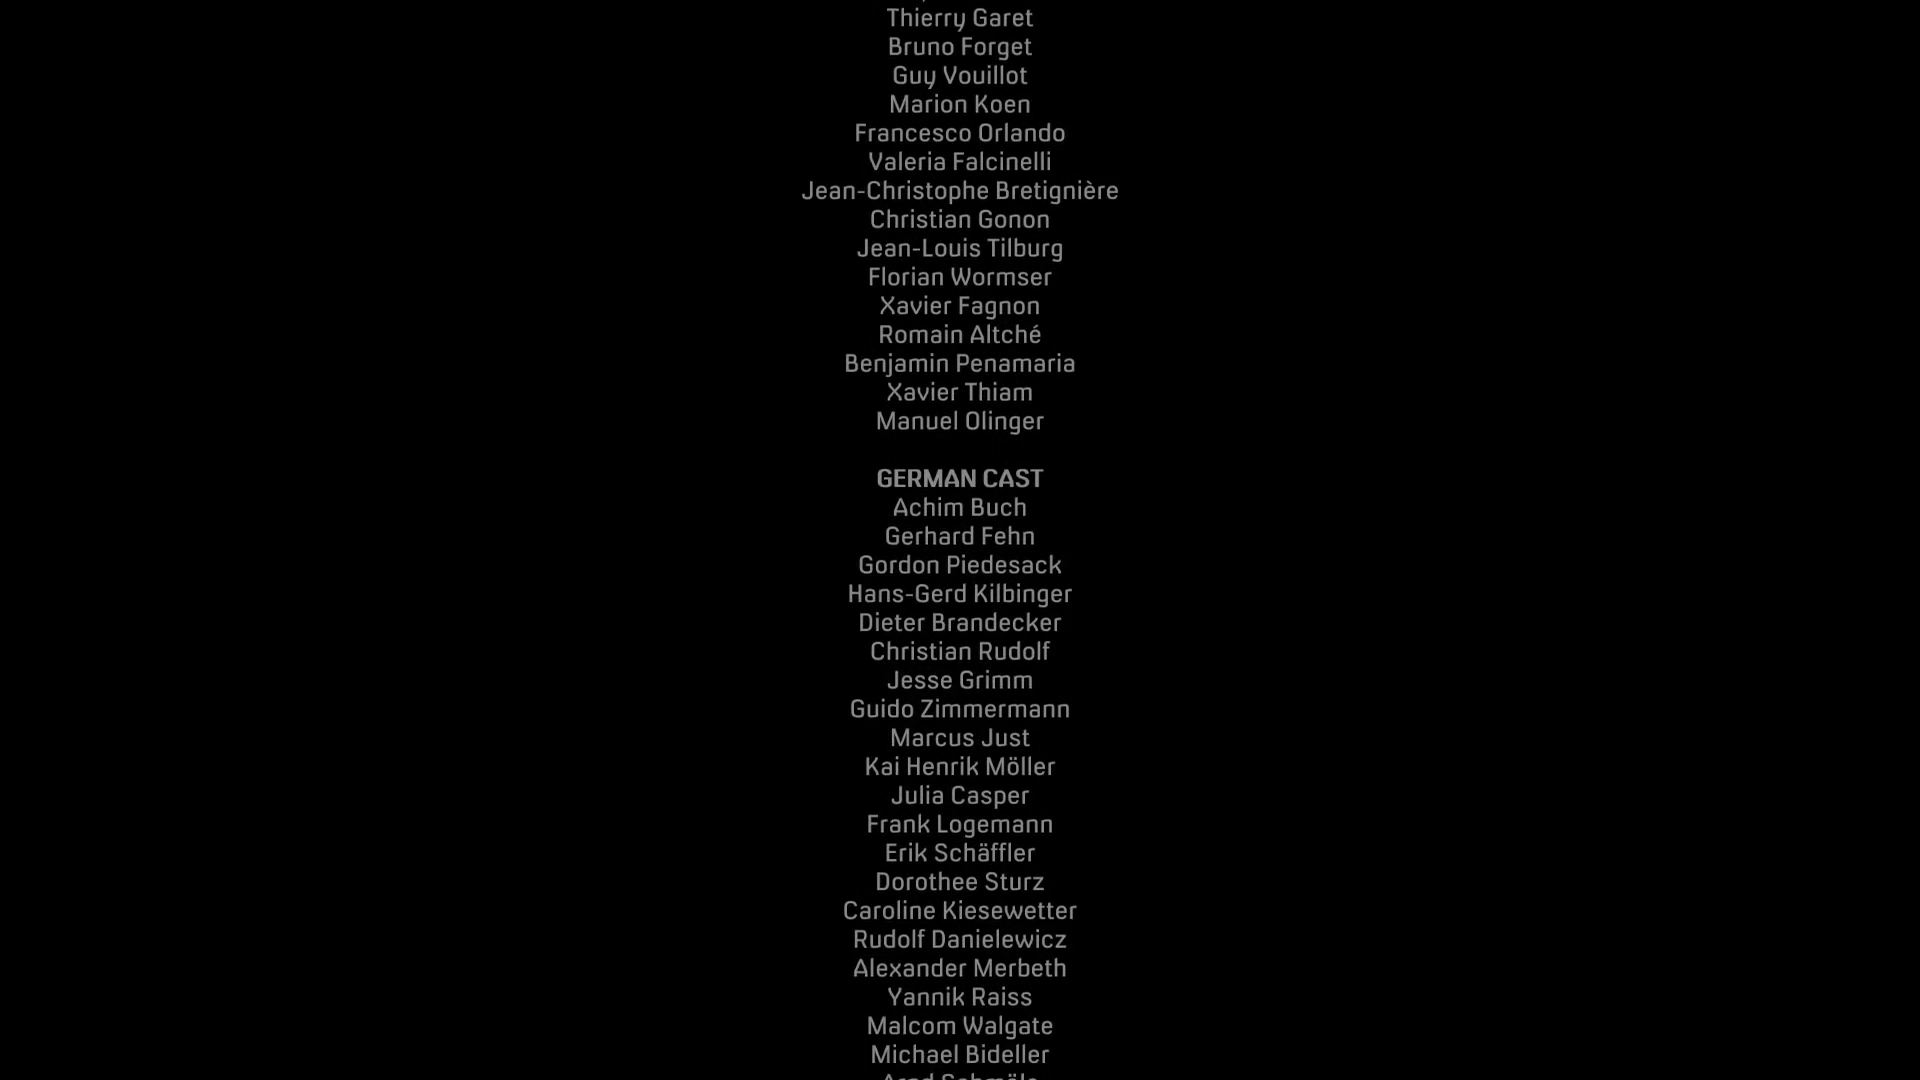 Thierry Garet
Bruno Forget
Guy Vouillot
Marion Koen
Francesco Orlando
Valeria Falcinelli
Jean-Christophe Bretignière
Christian Gonon
Jean-Louis Tilburg
Florian Wormser
Xavier Fagnon
Romain Altché
Benjamin Penamaria
Xavier Thiam
Manuel Olinger
GERMAN CAST
Achim Buch
Gerhard Fehn
Gordon Piedesack
Hans-Gerd Kilbinger
Dieter Brandecker
Christian Rudolf
Jesse Grimm
Guido Zimmermann
Marcus Just
Kai Henrik Möller
Julia Casper
Frank Logemann
Erik Schäffler
Dorothee Sturz
Caroline Kiesewetter
Rudolf Danielewicz
Alexander Merbeth
Yannik Raiss
Malcom Walgate
Michael Bideller